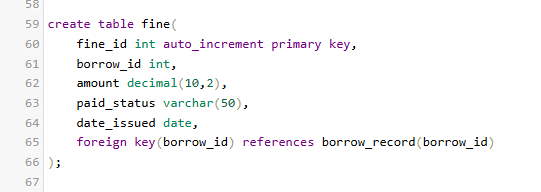 58
59 create table fine(
60     fine_id int auto_increment primary key,
61     borrow_id int,
62     amount decimal(10,2),
63     paid_status varchar(50),
64     date_issued date,
65     foreign key(borrow_id) references borrow_record(borrow_id)
66 );
67